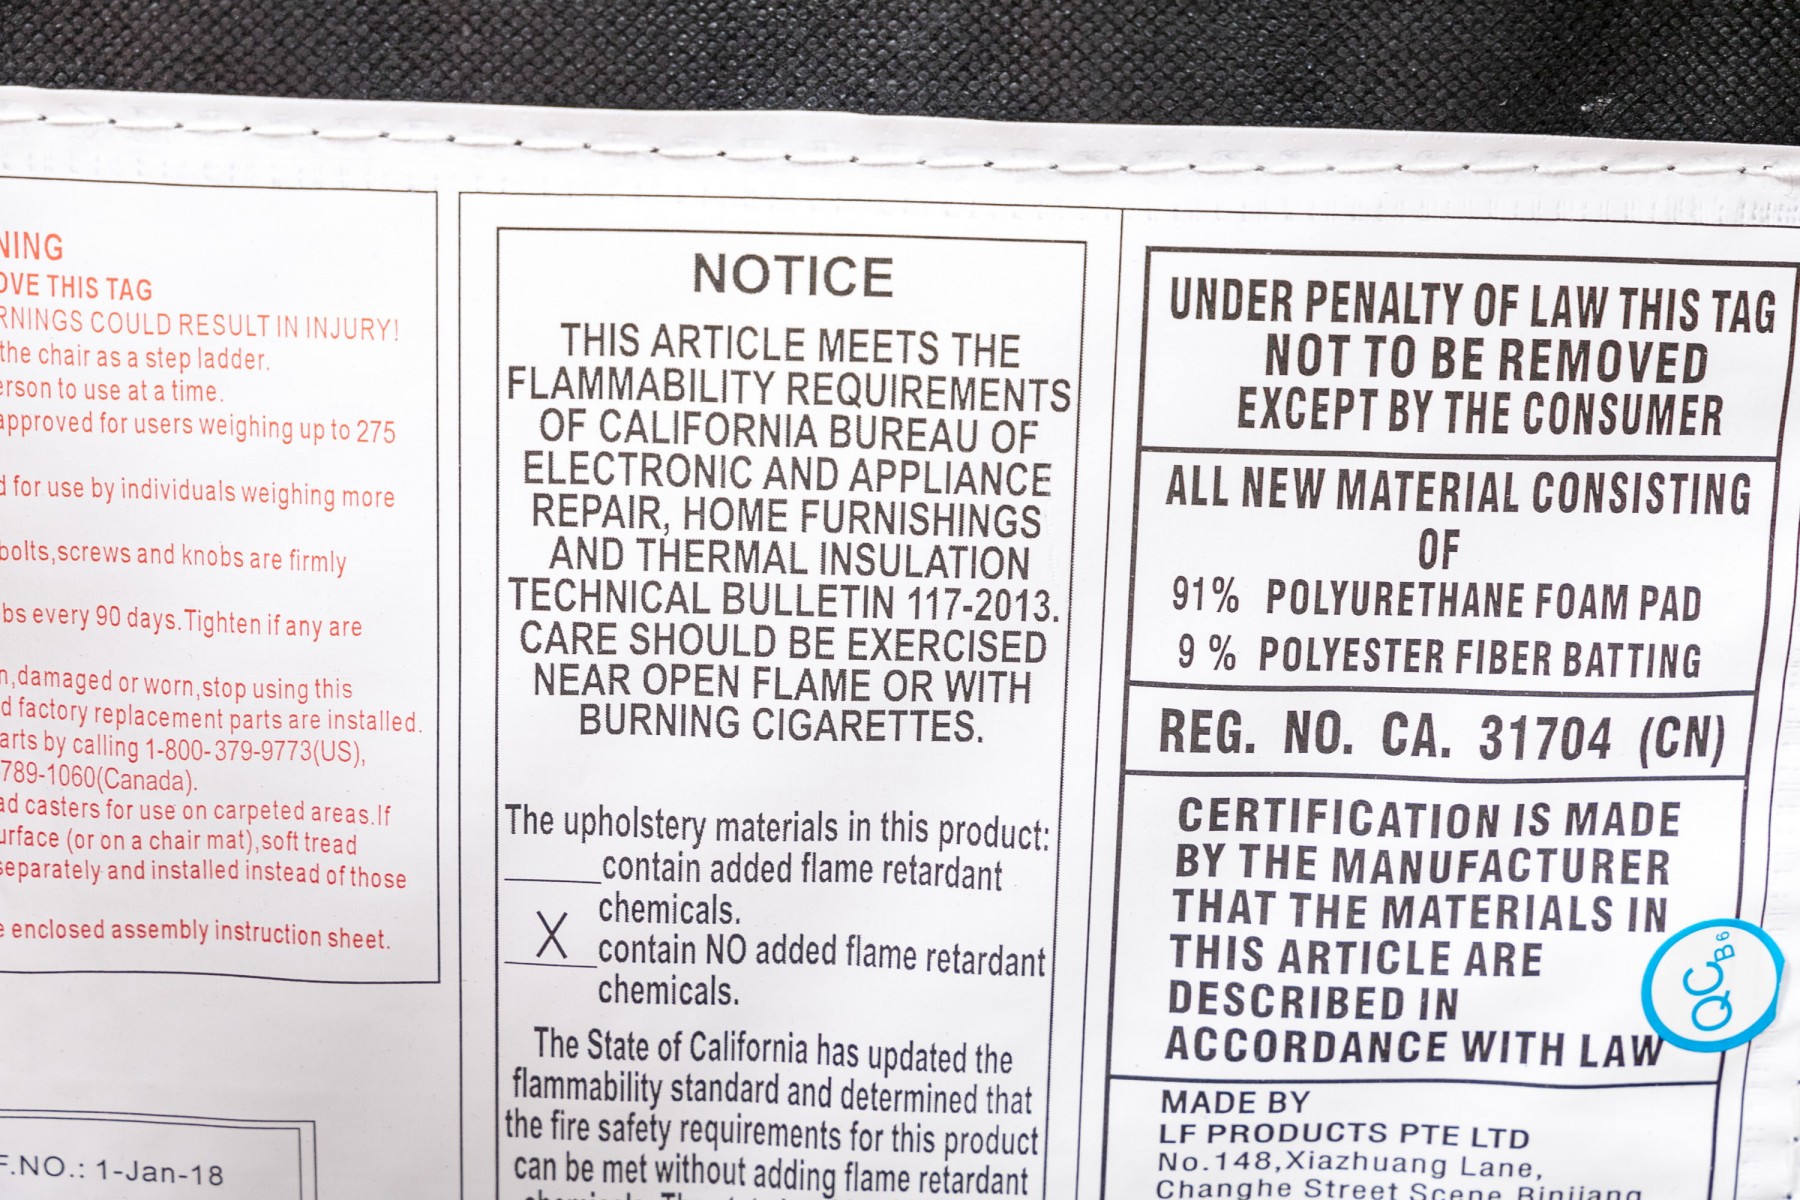 NING
OVE THIS TAG
RNINGS COULD RESULT IN INJURY!
the chair as a step ladder.
erson to use at a time.
approved for users weighing up to 275
d for use by individuals weighing more
bolts,screws and knobs are firmly
bs every 90 days.Tighten if any are
n,damaged or worn,stop using this
d factory replacement parts are installed.
arts by calling 1-800-379-9773(US),
789-1060(Canada).
ad casters for use on carpeted areas.If
urface (or on a chair mat),soft tread
separately and installed instead of those
e enclosed assembly instruction sheet.
F.NO.: 1-Jan-18
NOTICE
THIS ARTICLE MEETS THE
FLAMMABILITY REQUIREMENTS
OF CALIFORNIA BUREAU OF
ELECTRONIC AND APPLIANCE
REPAIR, HOME FURNISHINGS
AND THERMAL INSULATION
TECHNICAL BULLETIN 117-2013.
CARE SHOULD BE EXERCISED
NEAR OPEN FLAME OR WITH
BURNING CIGARETTES.
The upholstery materials in this product:
_____contain added flame retardant
chemicals.
__X__contain NO added flame retardant
chemicals.
The State of California has updated the
flammability standard and determined that
the fire safety requirements for this product
can be met without adding flame retardant
UNDER PENALTY OF LAW THIS TAG
NOT TO BE REMOVED
EXCEPT BY THE CONSUMER
ALL NEW MATERIAL CONSISTING
OF
91% POLYURETHANE FOAM PAD
9 % POLYESTER FIBER BATTING
REG. NO. CA. 31704 (CN)
CERTIFICATION IS MADE
BY THE MANUFACTURER
THAT THE MATERIALS IN
THIS ARTICLE ARE
DESCRIBED IN
ACCORDANCE WITH LAW
QC B6
MADE BY
LF PRODUCTS PTE LTD
No.148,Xiazhuang Lane,
Changhe Street Scene Binjiang